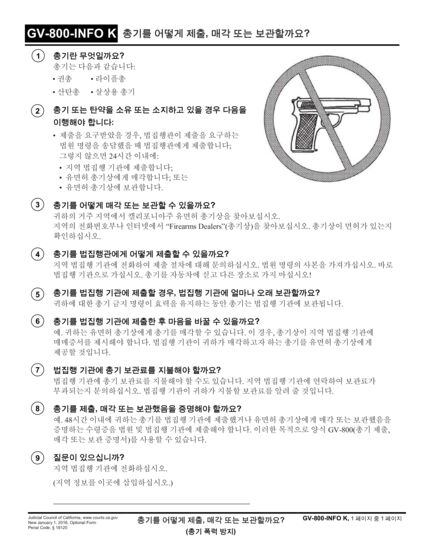 GV-800-INFO K 총기를 어떻게 제출, 매각 또는 보관할까요?
1 총기란 무엇일까요?
총기는 다음과 같습니다:
• 권총 • 라이플총
• 산탄총 • 살상용 총기
2 총기 또는 탄약을 소유 또는 소지하고 있을 경우 다음을
이행해야 합니다:
• 제출을 요구받았을 경우, 법집행관이 제출을 요구하는
법원 명령을 송달했을 때 법집행관에게 제출합니다;
그렇지 않으면 24시간 이내에:
• 지역 법집행 기관에 제출합니다;
• 유면허 총기상에게 매각합니다; 또는
• 유면허 총기상에 보관합니다.
3 총기를 어떻게 매각 또는 보관할 수 있을까요?
귀하의 거주 지역에서 캘리포니아주 유면허 총기상을 찾아보십시오.
지역의 전화번호부나 인터넷에서 “Firearms Dealers”(총기상)을 찾아보십시오. 총기상이 면허가 있는지
확인하십시오.
4 총기를 법집행관에게 어떻게 제출할 수 있을까요?
지역 법집행 기관에 전화하여 제출 절차에 대해 문의하십시오. 법원 명령의 사본을 가져가십시오. 바로
법집행 기관으로 가십시오. 총기를 자동차에 싣고 다른 장소로 가지 마십시오!
5 총기를 법집행 기관에 제출할 경우, 법집행 기관에 얼마나 오래 보관할까요?
귀하에 대한 총기 금지 명령이 효력을 유지하는 동안 총기는 법집행 기관에 보관됩니다.
6 총기를 법집행 기관에 제출한 후 마음을 바꿀 수 있을까요?
예. 귀하는 유면허 총기상에게 총기를 매각할 수 있습니다. 이 경우, 총기상이 지역 법집행 기관에
매매증서를 제시해야 합니다. 법집행 기관이 귀하가 매각하고자 하는 총기를 유면허 총기상에게
제공할 것입니다.
7 법집행 기관에 총기 보관료를 지불해야 할까요?
법집행 기관에 총기 보관료를 지불해야 할 수도 있습니다. 지역 법집행 기관에 연락하여 보관료가
부과되는지 문의하십시오. 법집행 기관이 귀하가 지불할 보관료를 알려 줄 것입니다.
8 총기를 제출, 매각 또는 보관했음을 증명해야 할까요?
예. 48시간 이내에 귀하는 총기를 법집행 기관에 제출했거나 유면허 총기상에게 매각 또는 보관했음을
증명하는 수령증을 법원 및 법집행 기관에 제출해야 합니다. 이러한 목적으로 양식 GV-800(총기 제출,
매각 또는 보관 증명서)를 사용할 수 있습니다.
9 질문이 있으십니까?
지역 법집행 기관에 전화하십시오.
(지역 정보를 이곳에 삽입하십시오.)
Judicial Council of California, www.courts.ca.gov
New January 1, 2016, Optional Form
Penal Code, § 18120
총기를 어떻게 제출, 매각 또는 보관할까요?
(총기 폭력 방지)
GV-800-INFO K, 1 페이지 중 1 페이지